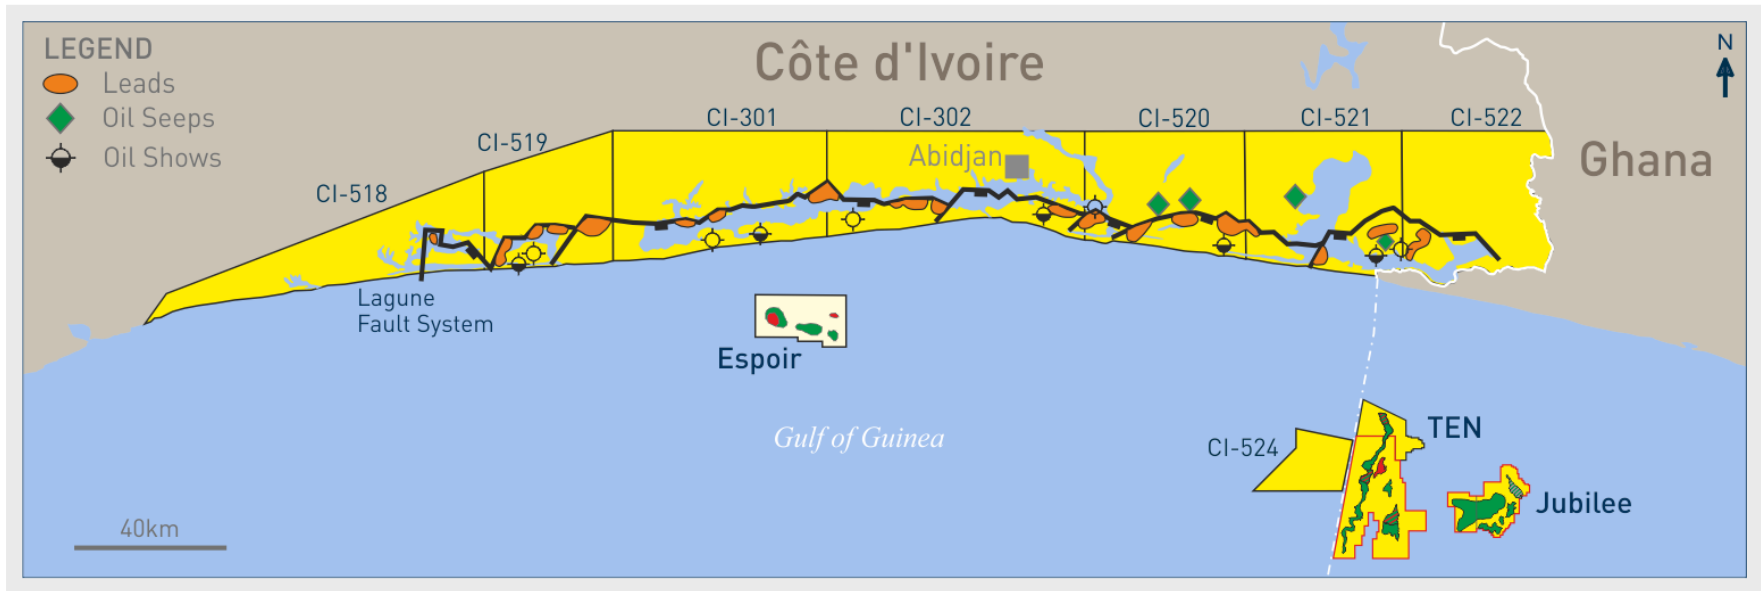 LEGEND
Leads
Oil Seeps
Oil Shows
Côte d'Ivoire
N
CI-301
CI-302
CI-520
CI-521
CI-522
CI-519
Abidjan
Ghana
CI-518
Lagune
Fault System
Espoir
Gulf of Guinea
TEN
CI-524
Jubilee
40km